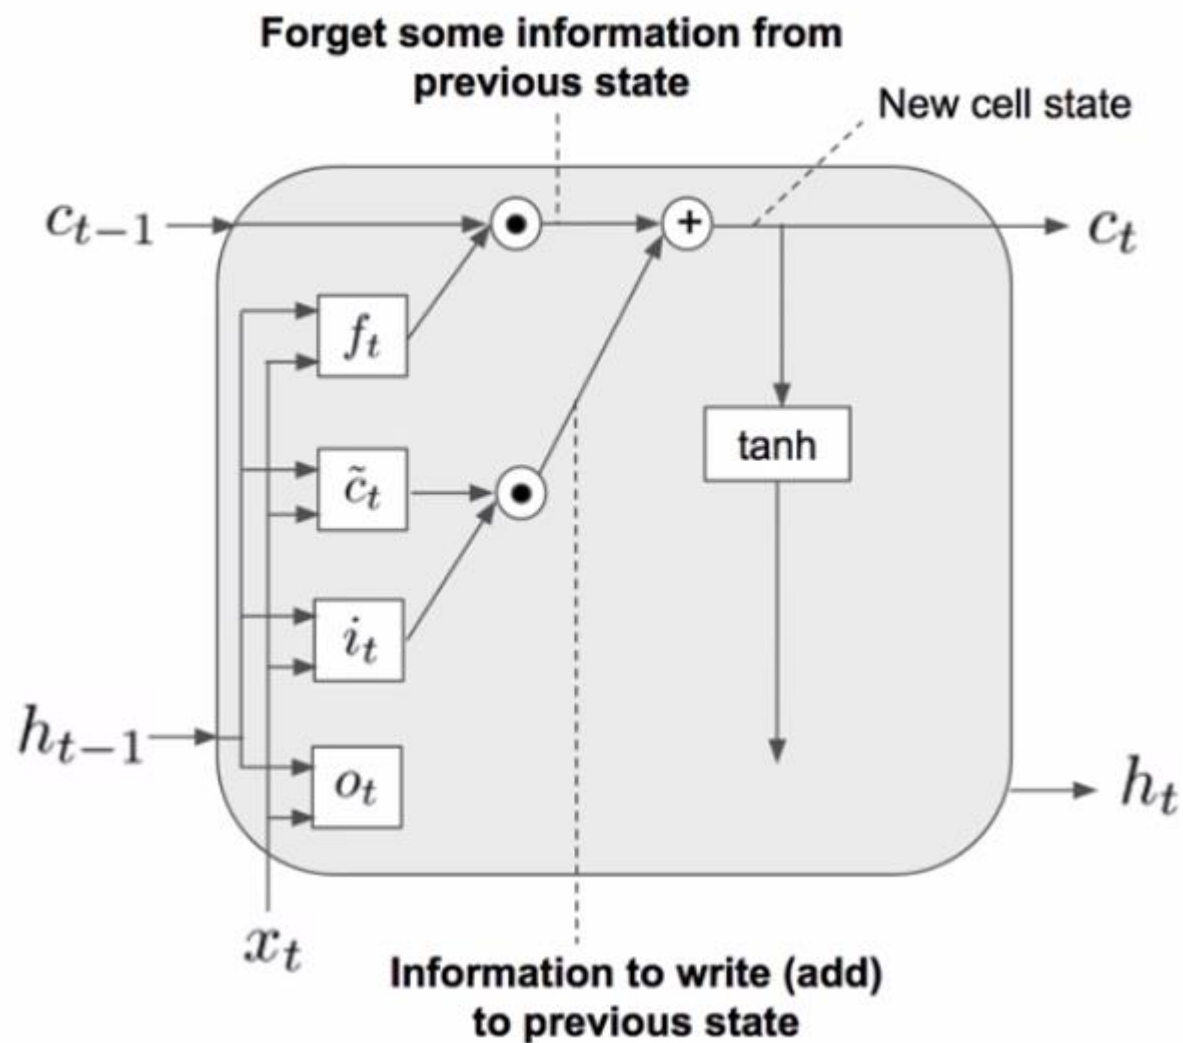 Forget some information from
previous state
New cell state
c_{t-1}
+
c_t
f_t
c̃_t
tanh
i_t
h_{t-1}
o_t
h_t
x_t
Information to write (add)
to previous state